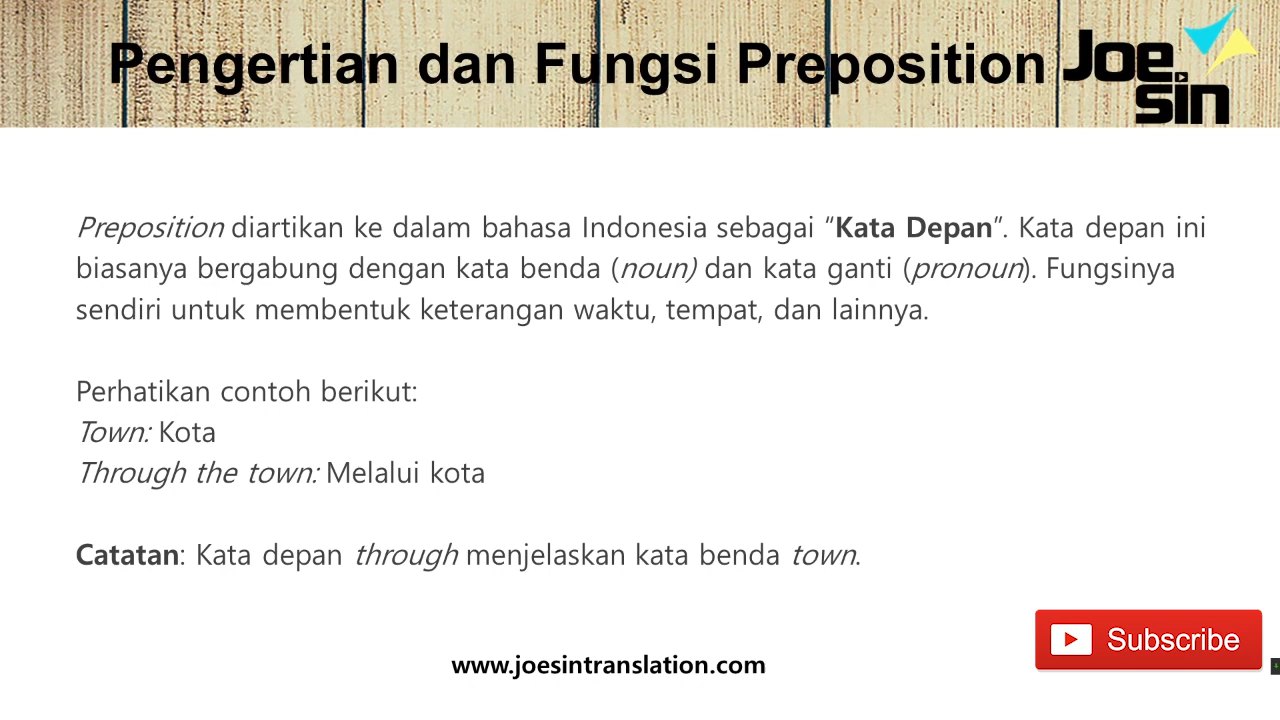 Pengertian dan Fungsi Preposition
Joe
sin
Preposition diartikan ke dalam bahasa Indonesia sebagai “Kata Depan”. Kata depan ini
biasanya bergabung dengan kata benda (noun) dan kata ganti (pronoun). Fungsinya
sendiri untuk membentuk keterangan waktu, tempat, dan lainnya.
Perhatikan contoh berikut:
Town: Kota
Through the town: Melalui kota
Catatan: Kata depan through menjelaskan kata benda town.
Subscribe
www.joesintranslation.com